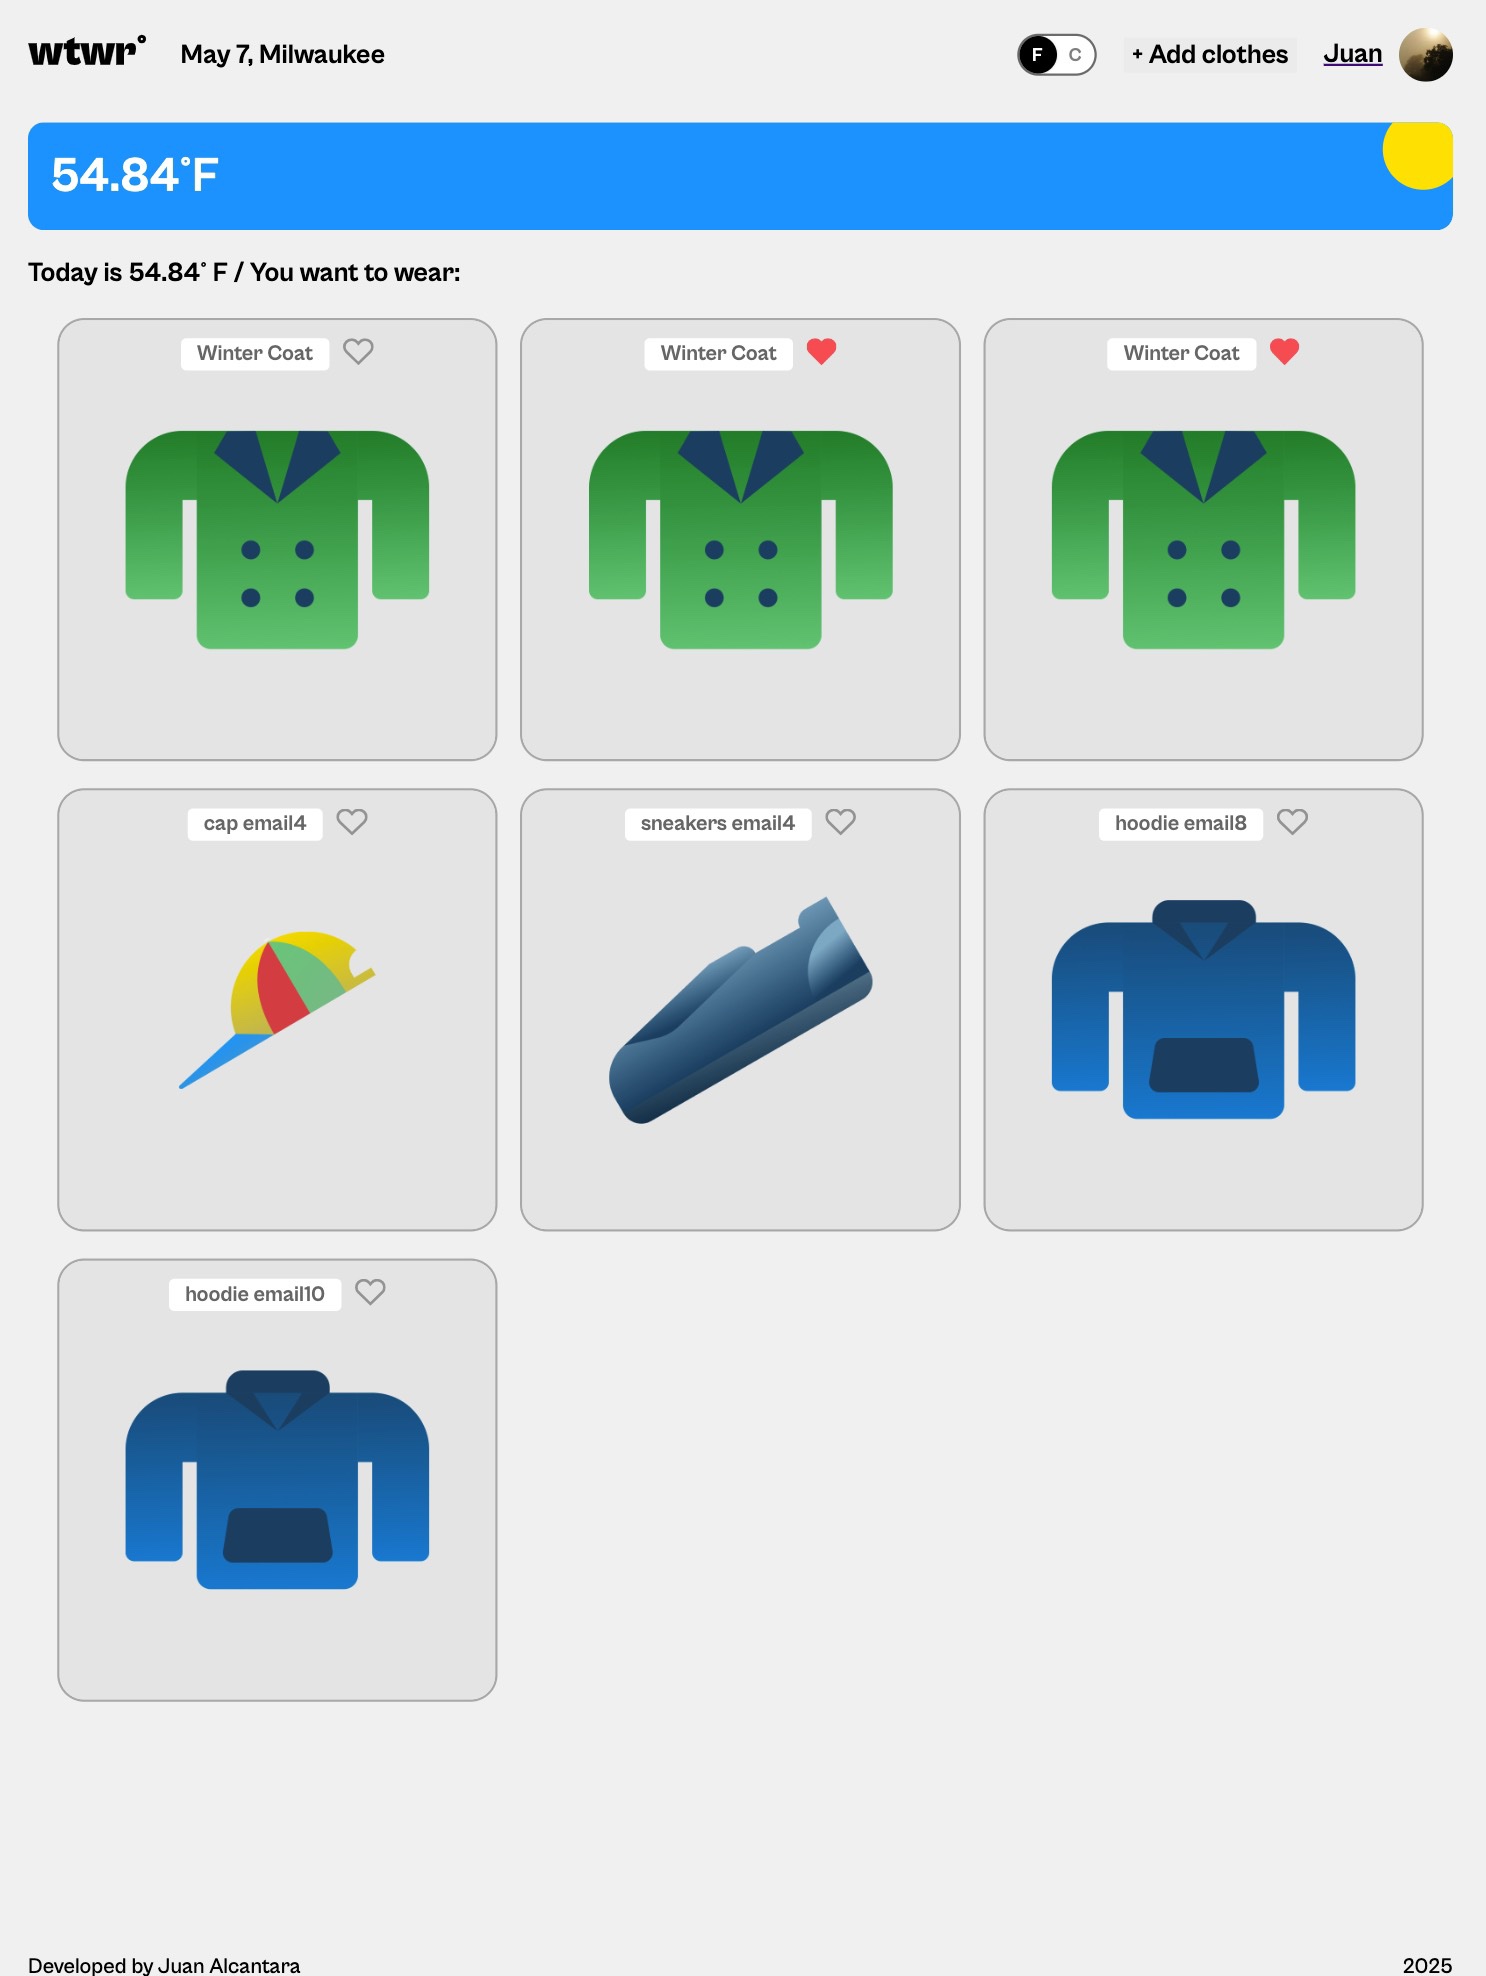 wtwr°
May 7, Milwaukee
F C
+ Add clothes
Juan
54.84°F
Today is 54.84° F / You want to wear:
Winter Coat
Winter Coat
Winter Coat
cap email4
sneakers email4
hoodie email8
hoodie email10
Developed by Juan Alcantara
2025